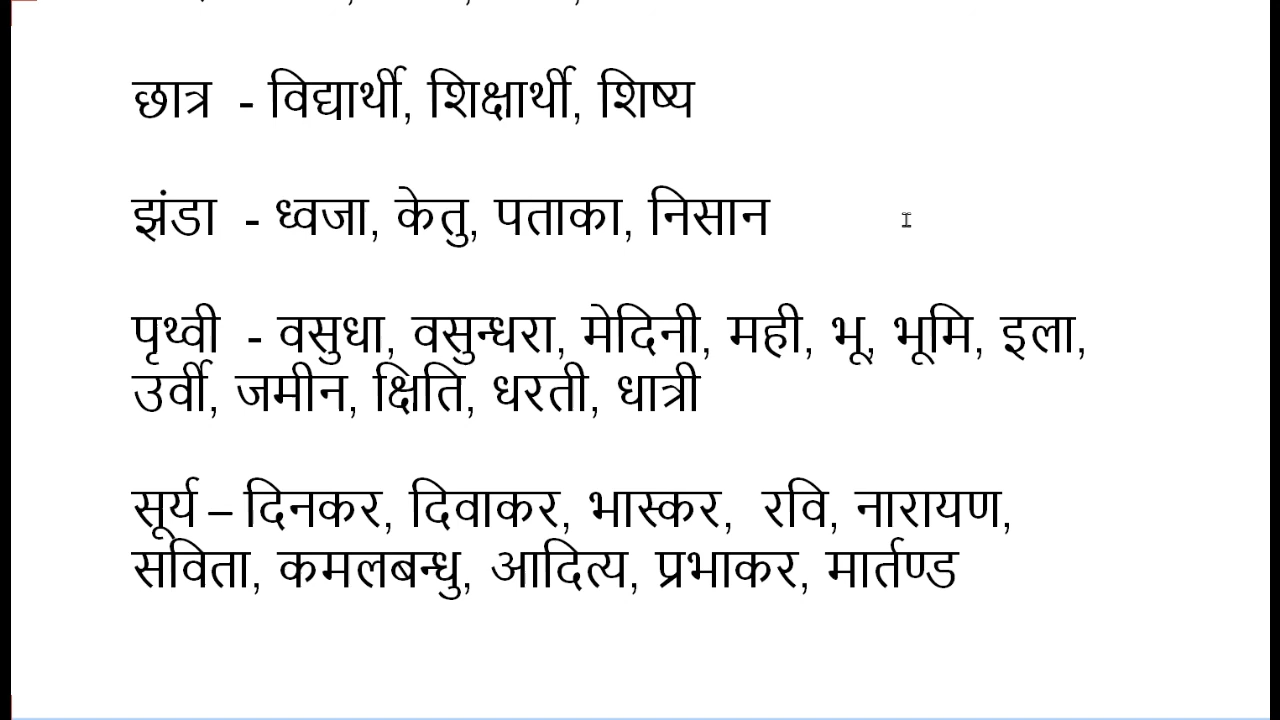 छात्र - विद्यार्थी, शिक्षार्थी, शिष्य
झंडा - ध्वजा, केतु, पताका, निसान
पृथ्वी - वसुधा, वसुन्धरा, मेदिनी, मही, भू, भूमि, इला,
उर्वी, जमीन, क्षिति, धरती, धात्री
सूर्य – दिनकर, दिवाकर, भास्कर, रवि, नारायण,
सविता, कमलबन्धु, आदित्य, प्रभाकर, मार्तण्ड